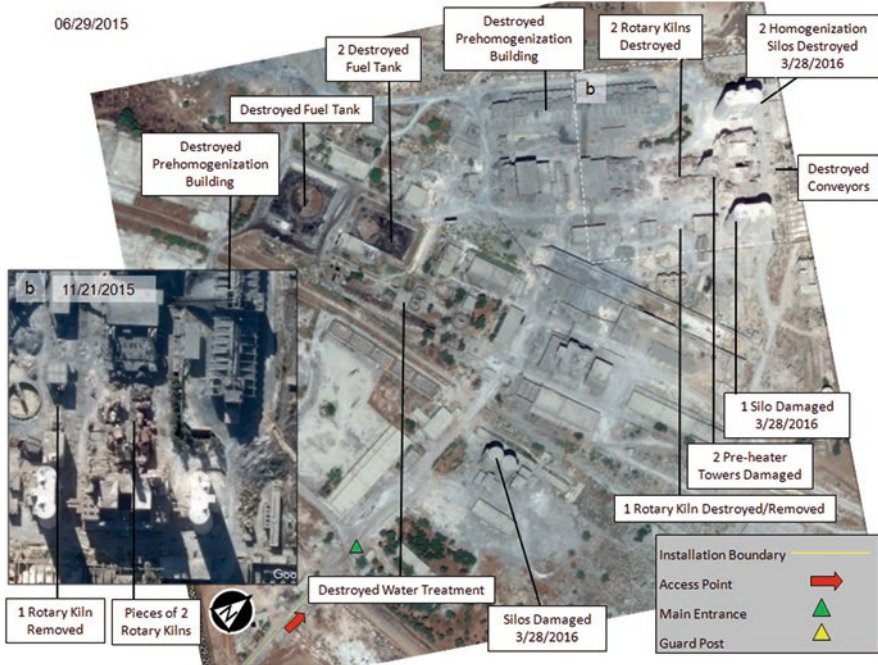 06/29/2015
Destroyed
Prehomogenization
Building
2 Rotary Kilns
Destroyed
2 Homogenization
Silos Destroyed
3/28/2016
2 Destroyed
Fuel Tank
Destroyed Fuel Tank
b
Destroyed
Prehomogenization
Building
Destroyed
Conveyors
b 11/21/2015
1 Silo Damaged
3/28/2016
2 Pre-heater
Towers Damaged
1 Rotary Kiln Destroyed/Removed
Goo
1 Rotary Kiln
Removed
Pieces of 2
Rotary Kilns
N
Destroyed Water Treatment
Silos Damaged
3/28/2016
Installation Boundary
Access Point
Main Entrance
Guard Post